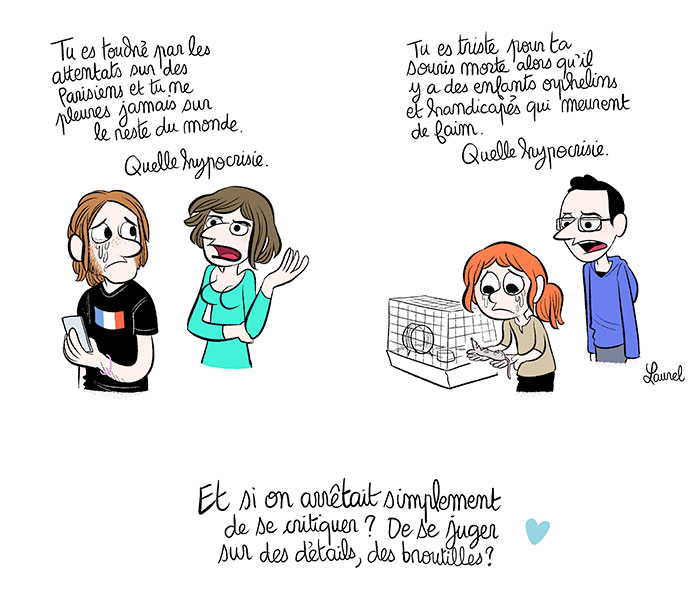 Tu es foudré par les
attentats sur des
Parisiens et tu ne
pleures jamais sur
le reste du monde.
Quelle hypocrisie.
Tu es triste pour ta
souris morte alors qu'il
y a des enfants orphelins
et handicapés qui meurent
de faim.
Quelle hypocrisie.
Laurel
Et si on arrêtait simplement
de se critiquer ? De se juger
sur des détails, des broutilles ?